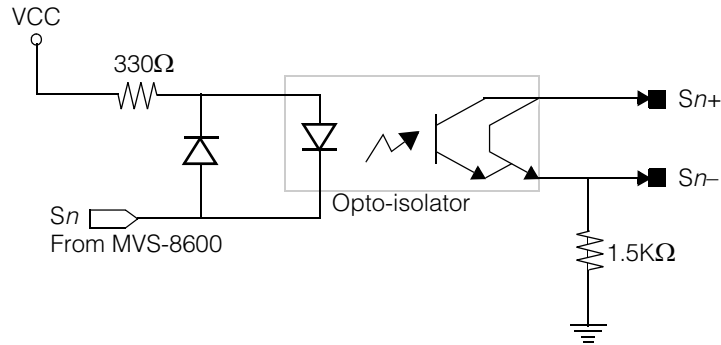 VCC
330Ω
Sn+
Sn–
Opto-isolator
Sn
From MVS-8600
1.5KΩ